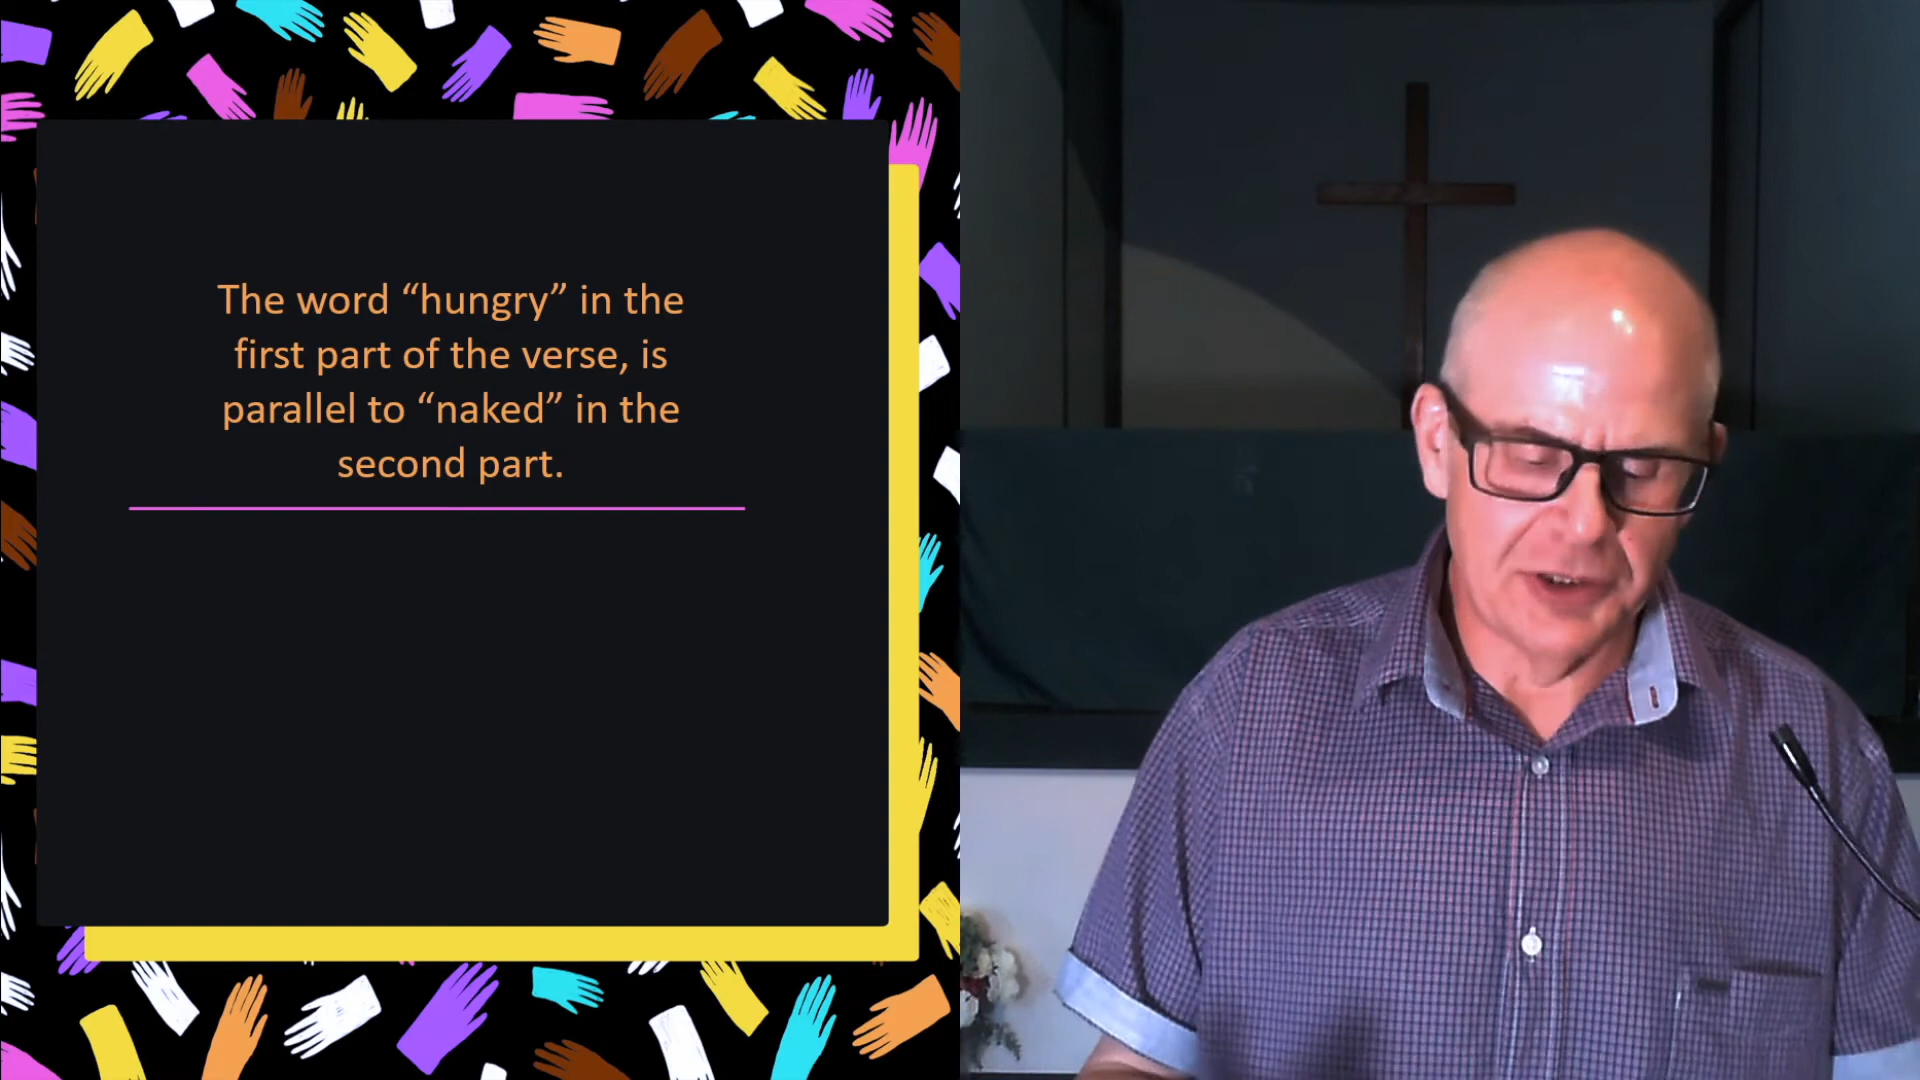 The word “hungry” in the
first part of the verse, is
parallel to “naked” in the
second part.